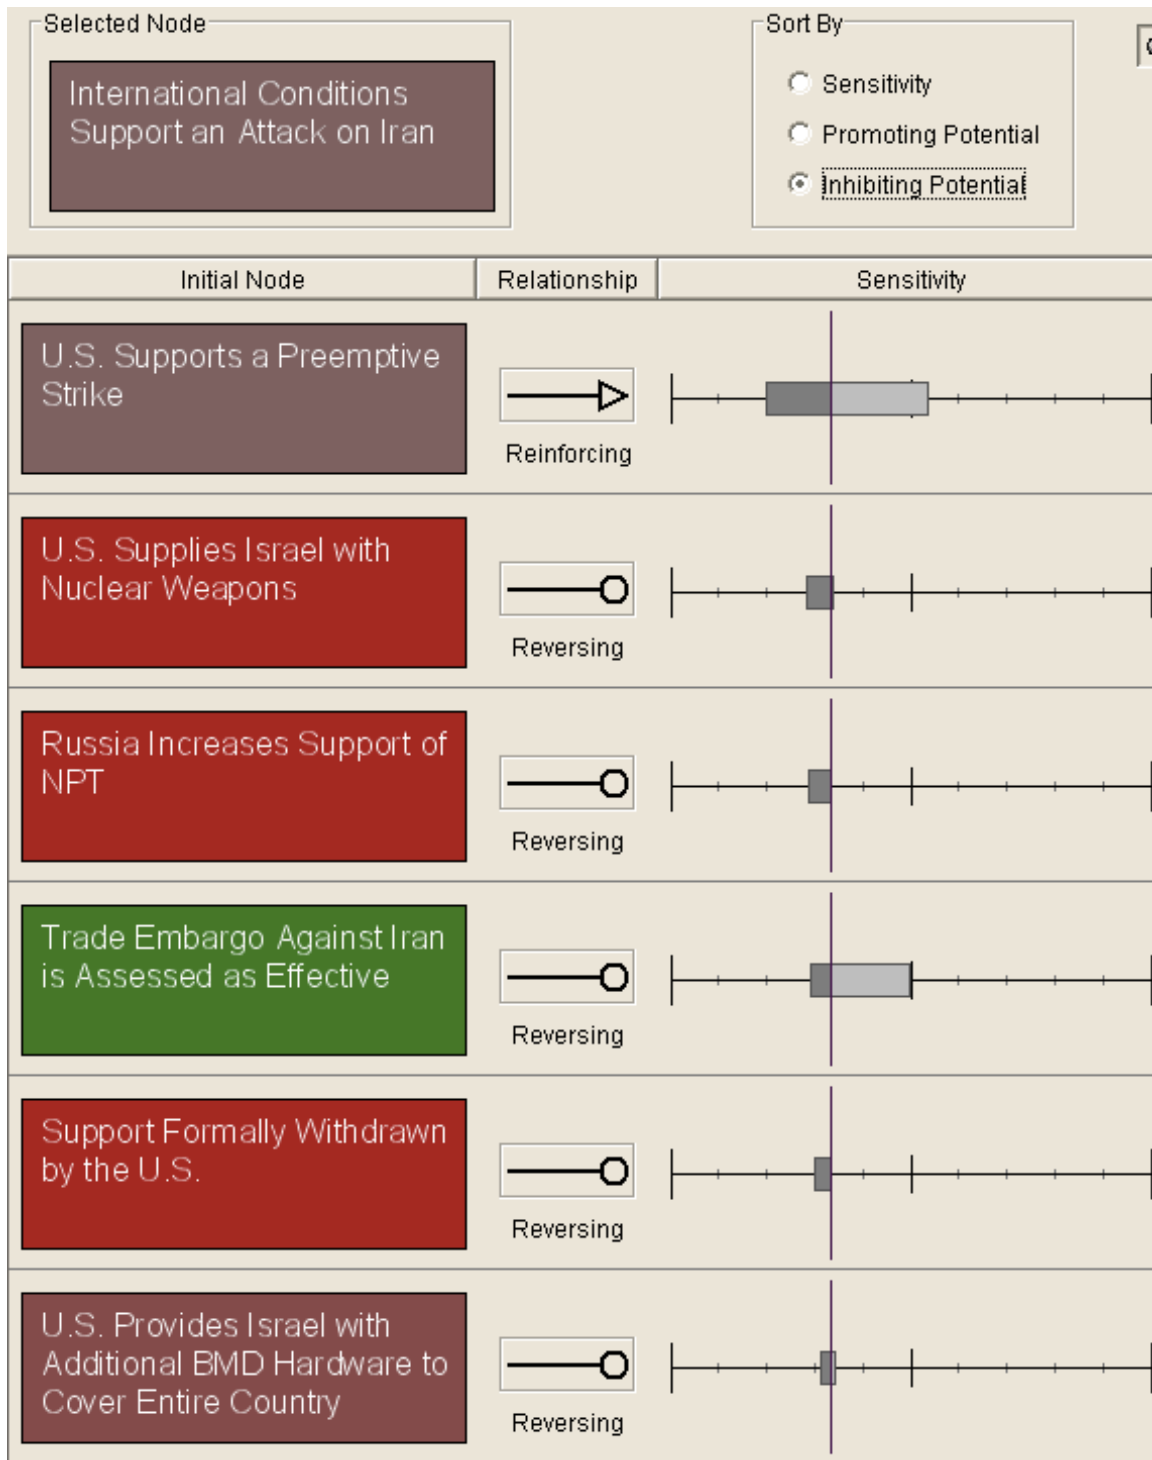 Selected Node
International Conditions
Support an Attack on Iran
Sort By
Sensitivity
Promoting Potential
Inhibiting Potential
Initial Node
Relationship
Sensitivity
U.S. Supports a Preemptive
Strike
Reinforcing
U.S. Supplies Israel with
Nuclear Weapons
Reversing
Russia Increases Support of
NPT
Reversing
Trade Embargo Against Iran
is Assessed as Effective
Reversing
Support Formally Withdrawn
by the U.S.
Reversing
U.S. Provides Israel with
Additional BMD Hardware to
Cover Entire Country
Reversing